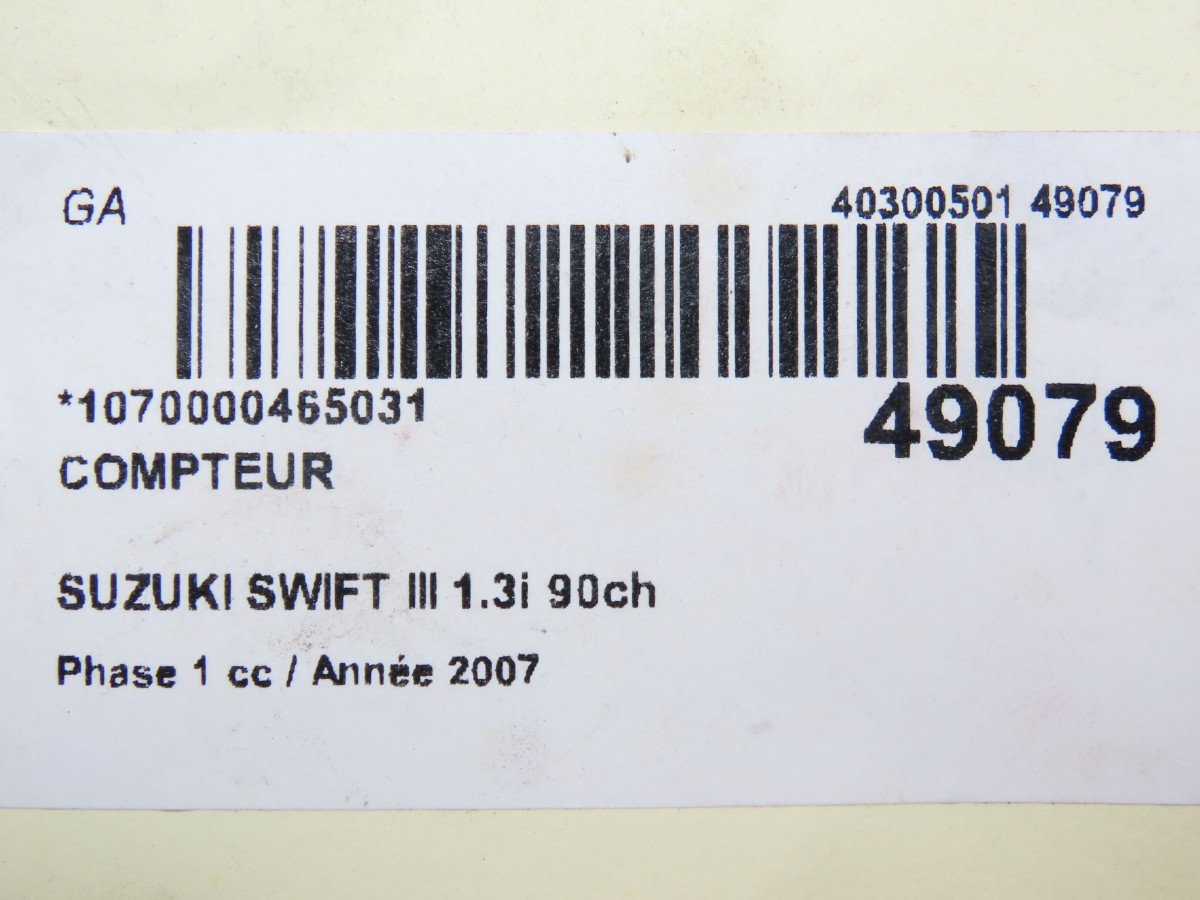 GA
40300501 49079
*1070000465031
49079
COMPTEUR
SUZUKI SWIFT III 1.3i 90ch
Phase 1 cc / Année 2007